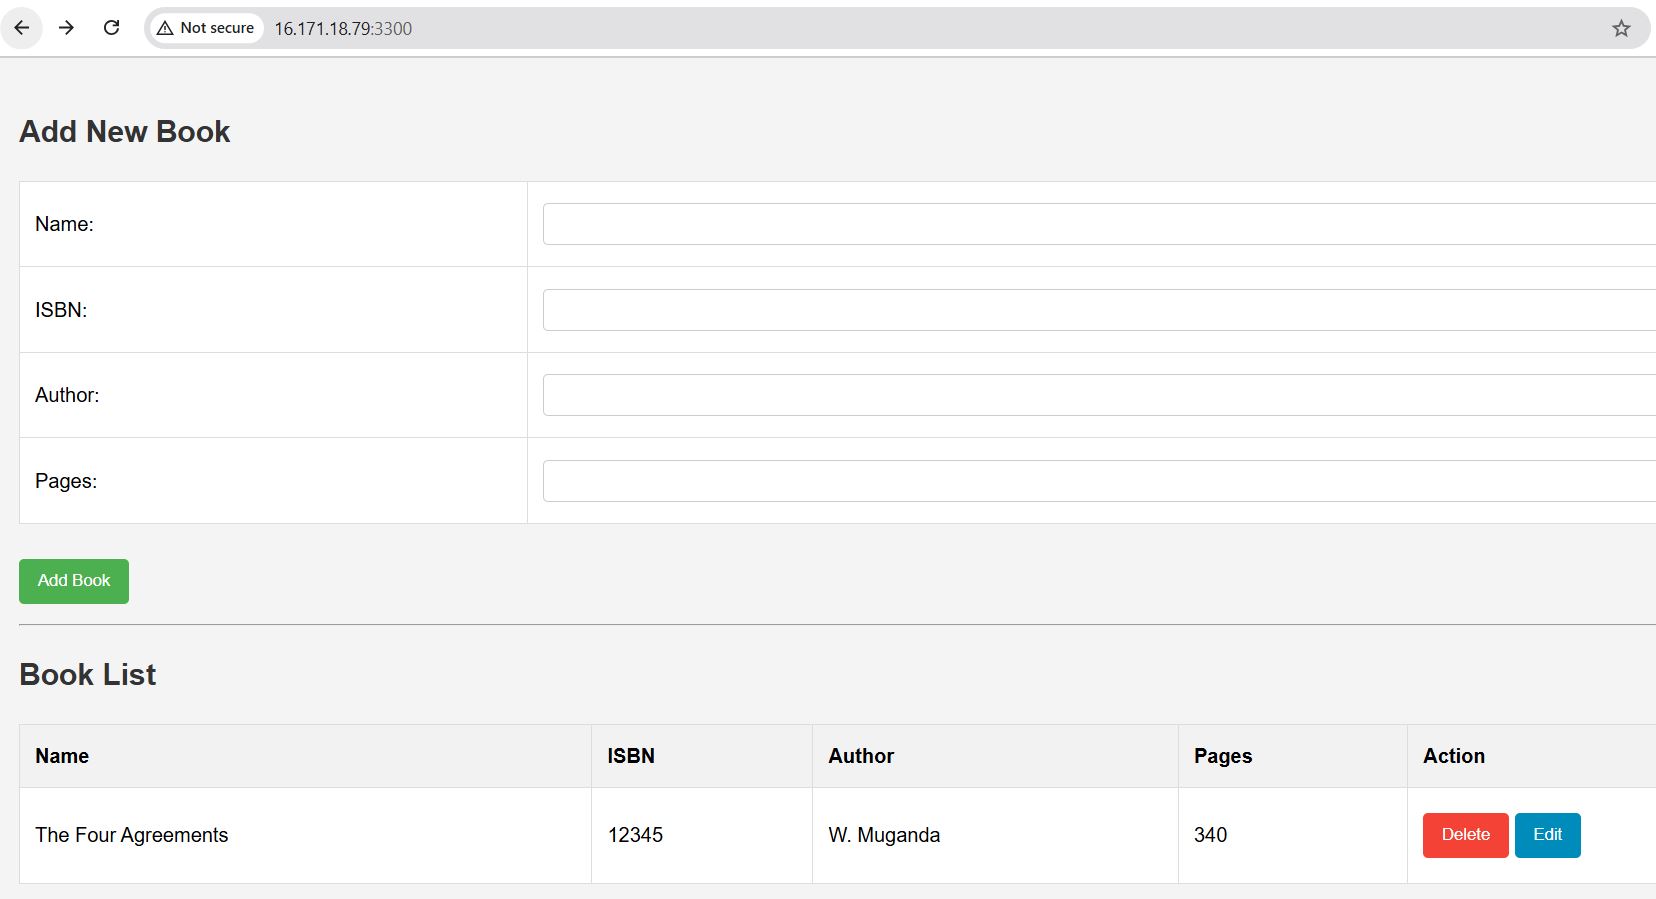 Not secure 16.171.18.79:3300
Add New Book
Name:
ISBN:
Author:
Pages:
Add Book
Book List
Name ISBN Author Pages Action
The Four Agreements 12345 W. Muganda 340 Delete Edit